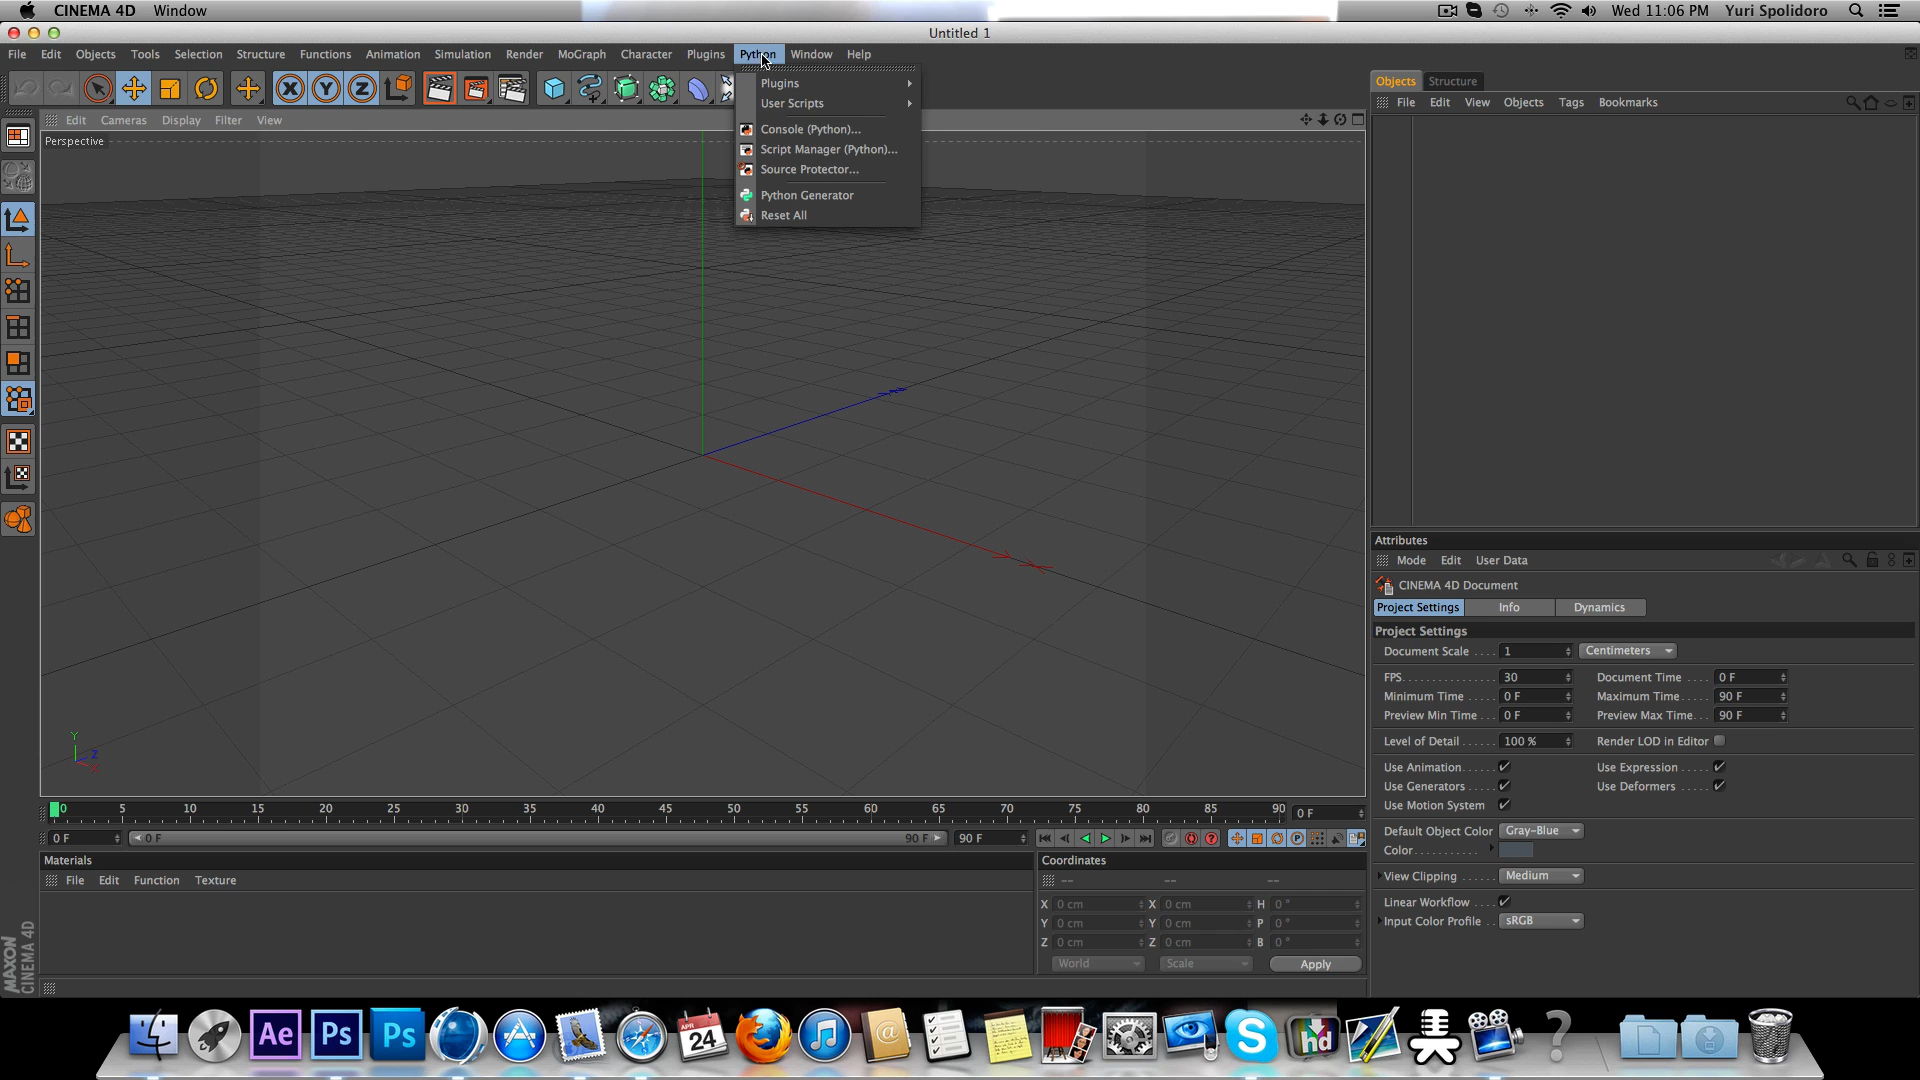 CINEMA 4D Window
Wed 11:06 PM Yuri Spolidoro
Untitled 1
File Edit Objects Tools Selection Structure Functions Animation Simulation Render MoGraph Character Plugins Python Window Help
Plugins
User Scripts
Console (Python)...
Script Manager (Python)...
Source Protector...
Python Generator
Reset All
X Y Z
Edit Cameras Display Filter View
Perspective
Y
Z
X
0 5 10 15 20 25 30 35 40 45 50 55 60 65 70 75 80 85 90
0 F
0 F 0 F 90 F 90 F
Materials
File Edit Function Texture
Coordinates
-- -- --
X 0 cm X 0 cm H 0 °
Y 0 cm Y 0 cm P 0 °
Z 0 cm Z 0 cm B 0 °
World Scale Apply
MAXON
CINEMA 4D
Objects Structure
File Edit View Objects Tags Bookmarks
Attributes
Mode Edit User Data
CINEMA 4D Document
Project Settings Info Dynamics
Project Settings
Document Scale .... 1 Centimeters
FPS.............. 30 Document Time .... 0 F
Minimum Time .... 0 F Maximum Time.... 90 F
Preview Min Time ... 0 F Preview Max Time... 90 F
Level of Detail ..... 100 % Render LOD in Editor
Use Animation..... Use Expression .....
Use Generators .... Use Deformers .....
Use Motion System
Default Object Color Gray-Blue
Color...........
View Clipping ...... Medium
Linear Workflow ....
Input Color Profile .. sRGB
Ae Ps Ps
APR
24
@
S
hd
?